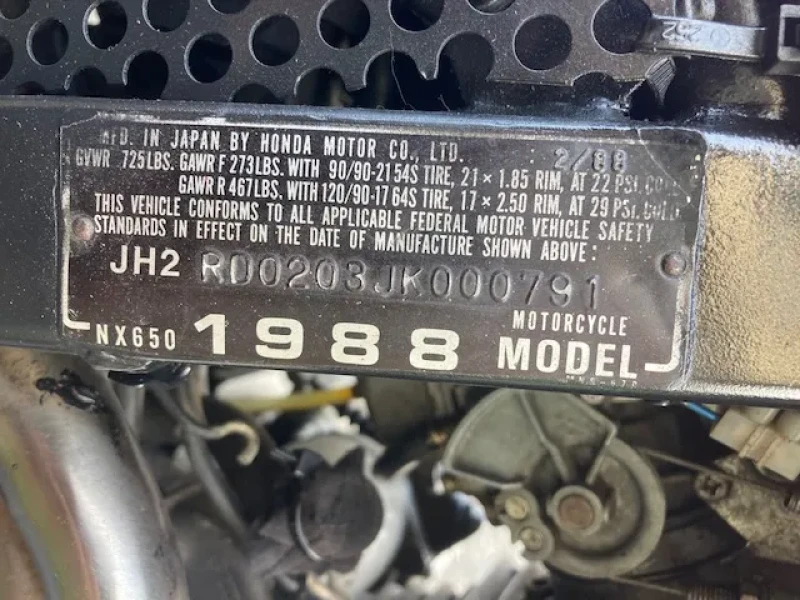 252
MFD. IN JAPAN BY HONDA MOTOR CO., LTD. : 2/88
GVWR 725LBS. GAWR F 273LBS. WITH 90/90-21 54S TIRE, 21 × 1.85 RIM, AT 22 PSI. COLD
GAWR R 467LBS. WITH 120/90-17 64S TIRE, 17 × 2.50 RIM, AT 29 PSI. COLD.
THIS VEHICLE CONFORMS TO ALL APPLICABLE FEDERAL MOTOR VEHICLE SAFETY
STANDARDS IN EFFECT ON THE DATE OF MANUFACTURE SHOWN ABOVE :
JH2 RD0203JK000791
NX650 1988 MOTORCYCLE MODEL